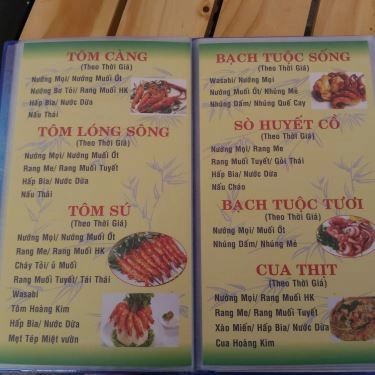 TÔM CÀNG
(Theo Thời Giá)
Nướng Mọi/ Nướng Muối Ớt
Nướng Bơ Tỏi/ Rang Muối HK
Hấp Bia/ Nước Dừa
Nấu Thái
TÔM LÓNG SÔNG
(Theo Thời Giá)
Nướng Mọi/ Nướng Muối Ớt
Rang Me/ Rang Muối Tuyết
Hấp Bia/ Nước Dừa
Nấu Thái
TÔM SÚ
(Theo Thời Giá)
Nướng Mọi/ Nướng Muối Ớt
Rang Me/ Rang Muối HK
Cháy Tỏi/ ủ Muối
Rang Muối Tuyết/ Tái Thái
Wasabi
Tôm Hoàng Kim
Hấp Bia/ Nước Dừa
Mẹt Tép Miệt vườn
BẠCH TUỘC SỐNG
(Theo Thời Giá)
Wasabi/ Nướng Mọi
Nướng Muối Ớt/ Nhúng Mẻ
Nhúng Dấm/ Nhúng Quế Cay
SÒ HUYẾT CỒ
(Theo Thời Giá)
Nướng Mọi/ Rang Me
Rang Muối Tuyết/ Gỏi Thái
Hấp Bia/ Nước Dừa
Nấu Cháo
BẠCH TUỘC TƯƠI
(Theo Thời Giá)
Nướng Mọi/ Muối Ớt
Nhúng Dấm/ Nhúng Mẻ
CUA THỊT
(Theo Thời Giá)
Nướng Mọi/ Rang Muối HK
Rang Me/ Rang Muối Tuyết
Xào Miến/ Hấp Bia/ Nước Dừa
Cua Hoàng Kim